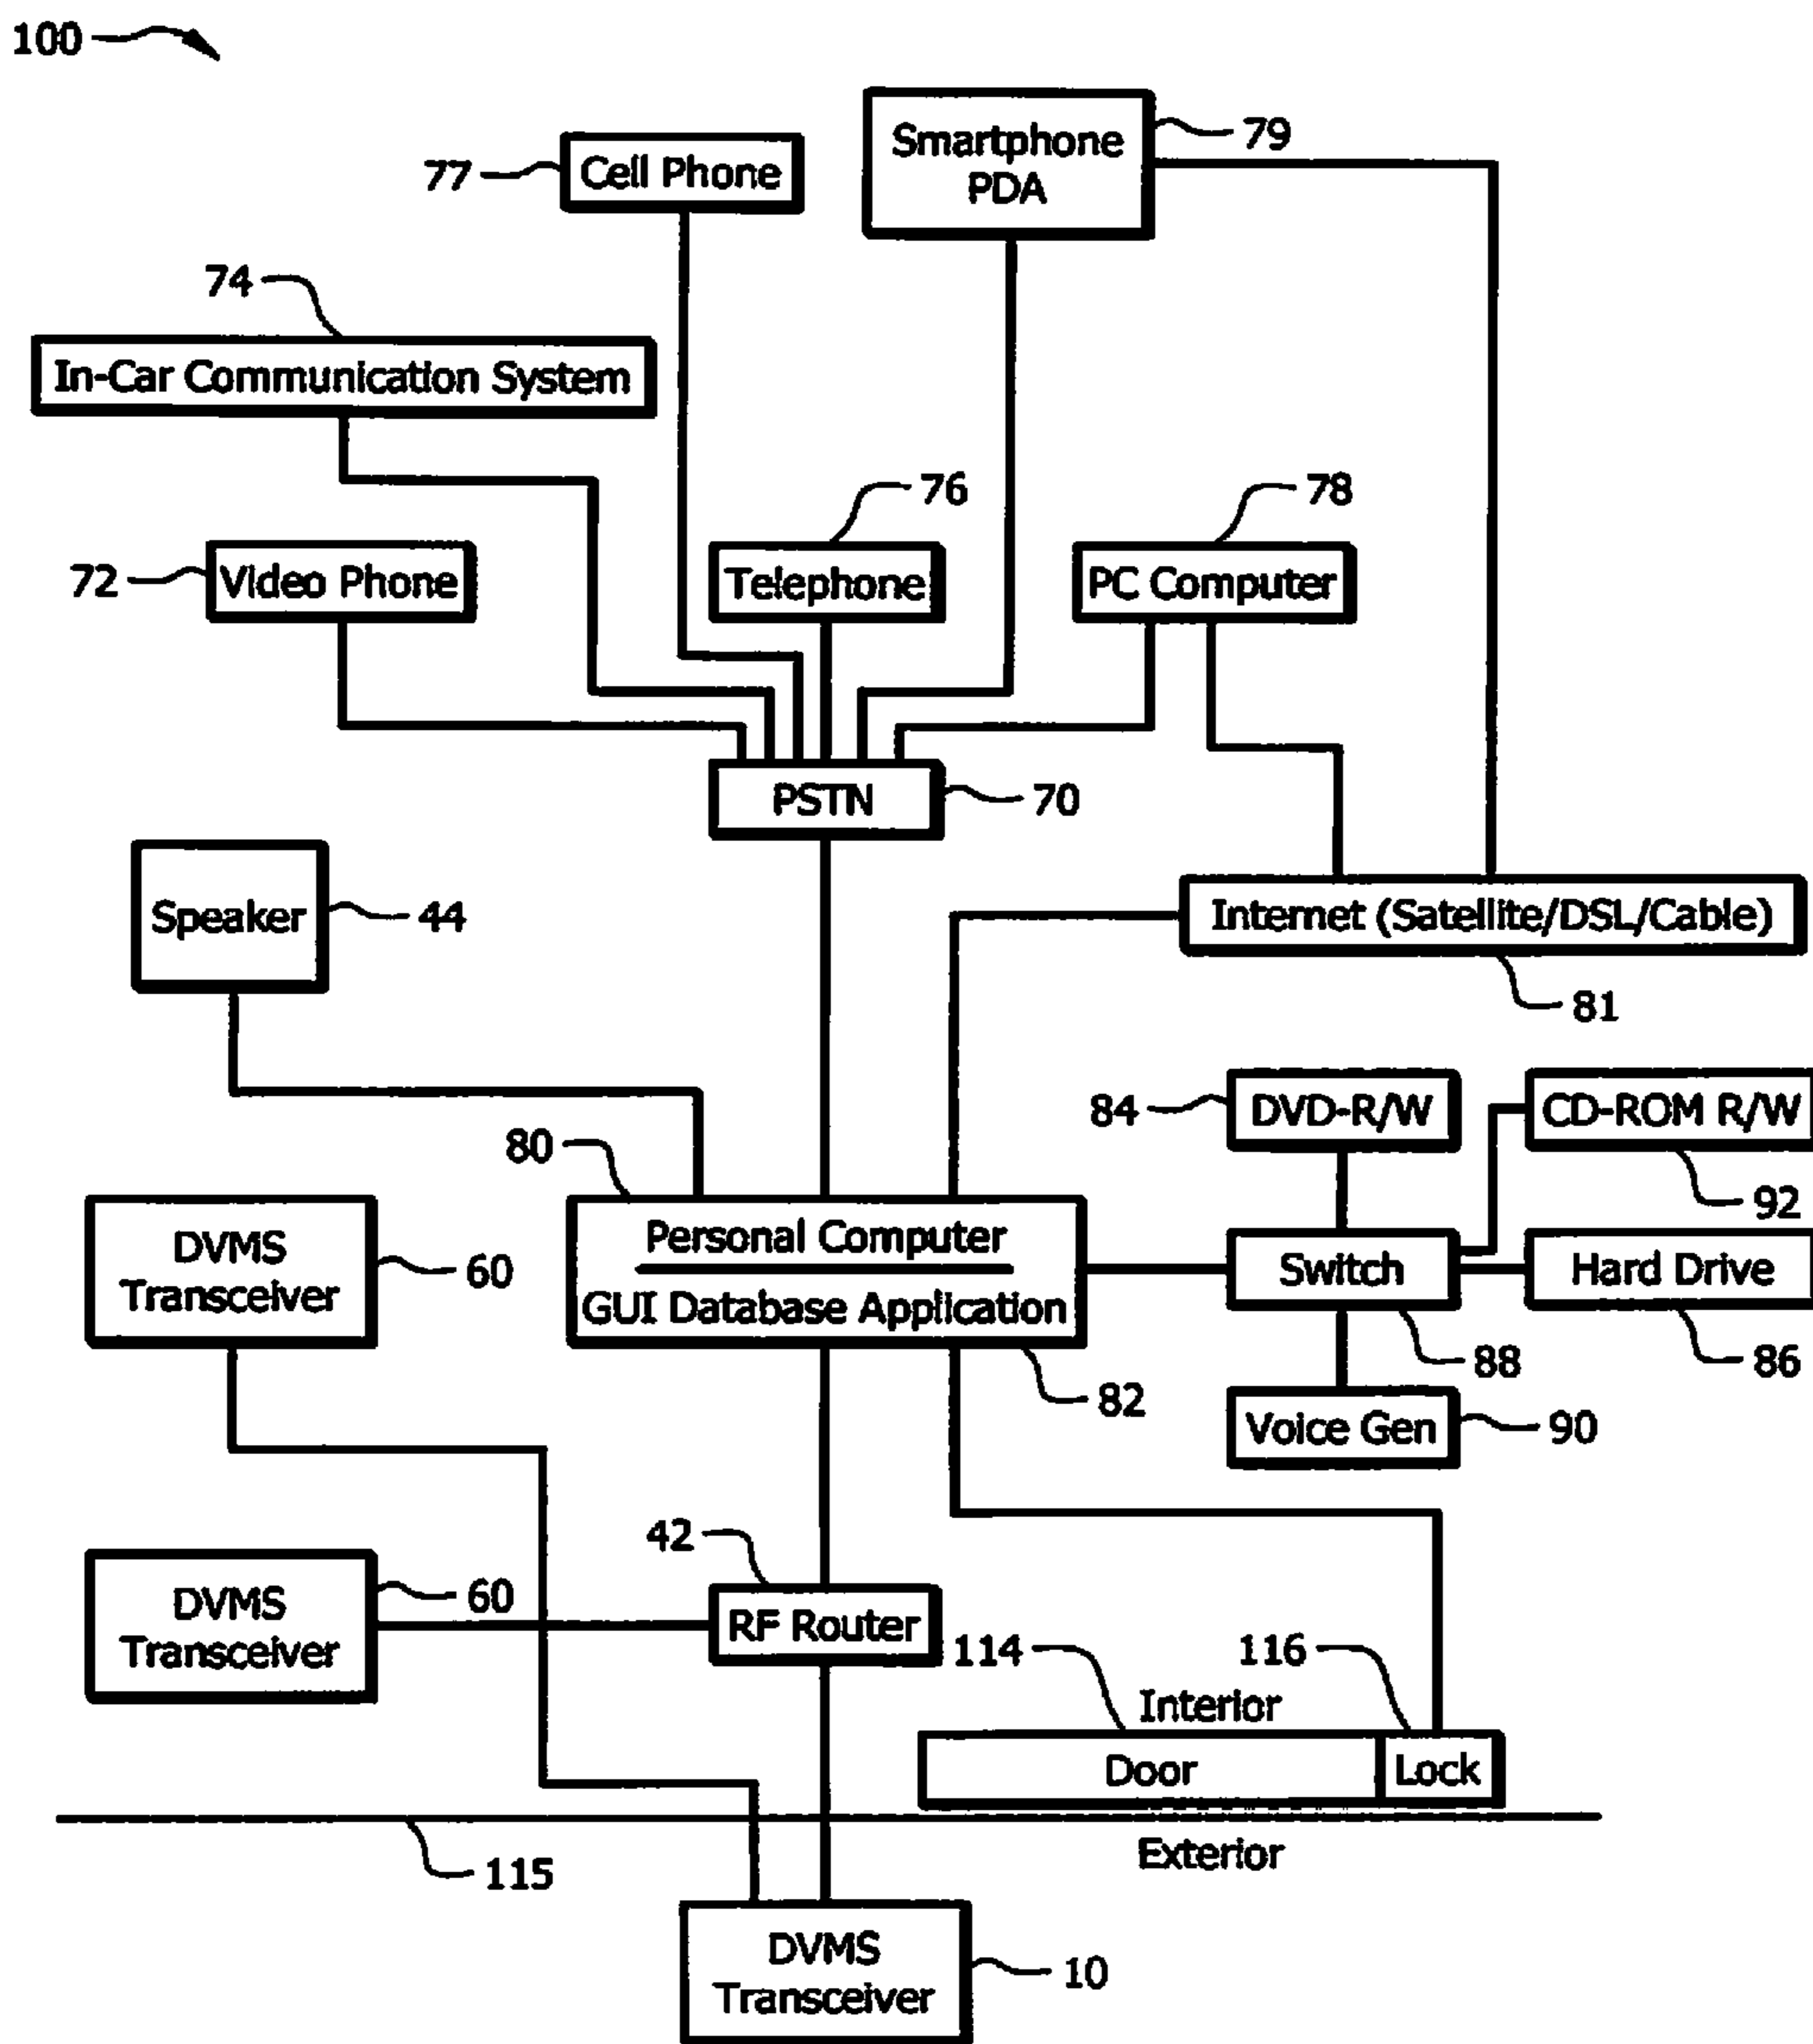 100
Smartphone
PDA
79
77
Cell Phone
74
In-Car Communication System
76
78
72
Video Phone
Telephone
PC Computer
PSTN
70
Speaker
44
Internet (Satellite/DSL/Cable)
81
84
DVD-R/W
CD-ROM R/W
92
80
DVMS
Transceiver
60
Personal Computer
GUI Database Application
82
Switch
88
Hard Drive
86
Voice Gen
90
42
DVMS
Transceiver
60
RF Router
114
116
Interior
Door
Lock
115
Exterior
DVMS
Transceiver
10